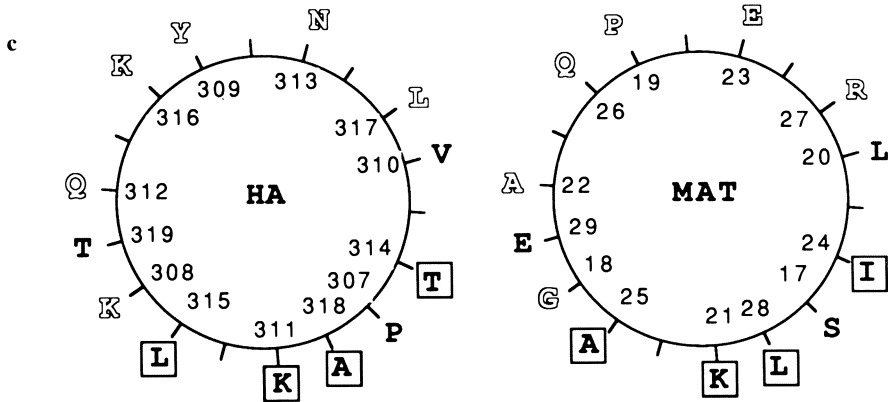 c
N
Y
K
309
313
316
L
317
V
310
Q
312
HA
T
319
314
T
308
307
K
315
318
P
311
L
K
A
E
P
Q
19
23
26
R
27
L
20
A
22
MAT
E
29
24
I
18
17
G
25
28
S
21
A
K
L